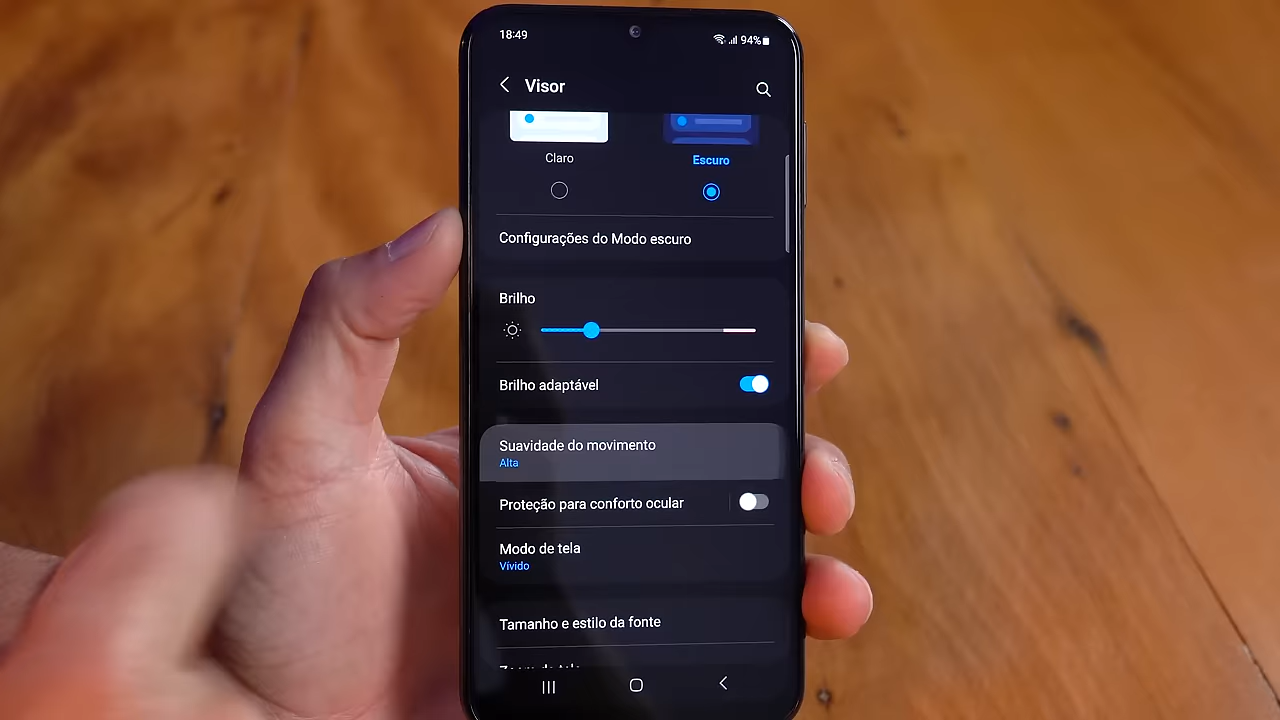 18:49
94%
Visor
Claro
Escuro
Configurações do Modo escuro
Brilho
Brilho adaptável
Suavidade do movimento
Alta
Proteção para conforto ocular
Modo de tela
Vívido
Tamanho e estilo da fonte